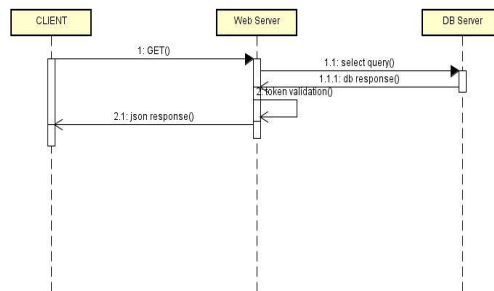 CLIENT
Web Server
DB Server
1: GET()
1.1: select query()
1.1.1: db response()
2: token validation()
2.1: json response()